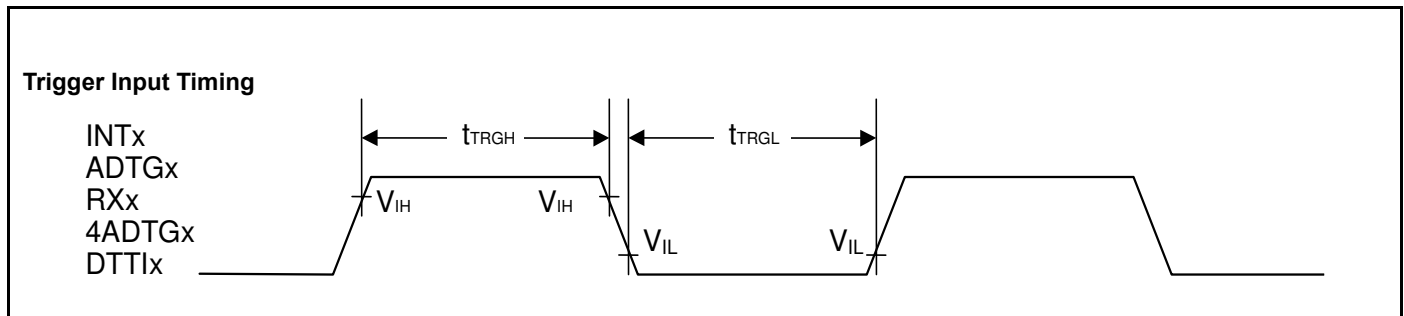 Trigger Input Timing
INTx
ADTGx
RXx
4ADTGx
DTTIx
tTRGH
tTRGL
VIH
VIH
VIL
VIL